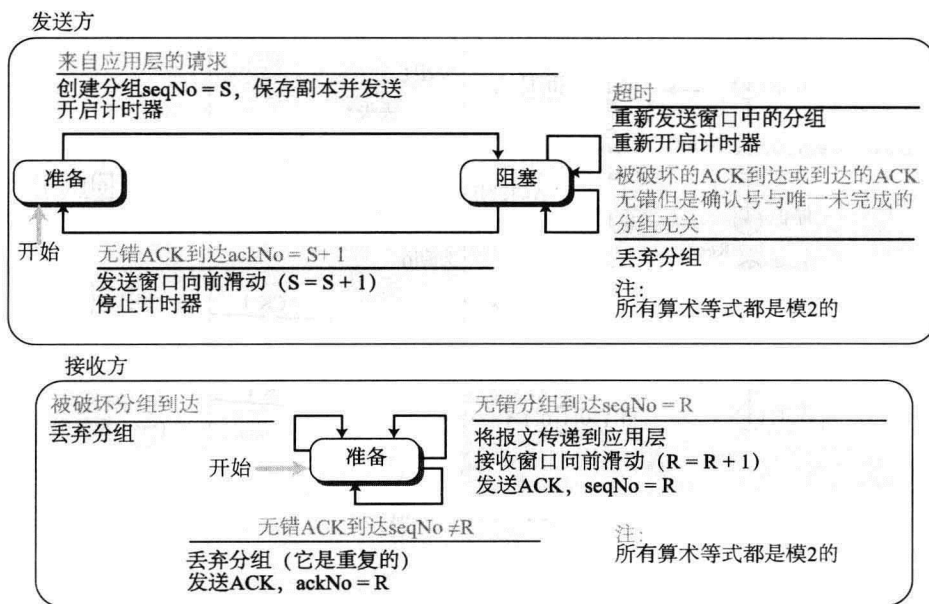 发送方
来自应用层的请求
创建分组seqNo = S，保存副本并发送
开启计时器
超时
重新发送窗口中的分组
重新开启计时器
准备
阻塞
被破坏的ACK到达或到达的ACK
无错但是确认号与唯一未完成的
分组无关
开始
无错ACK到达ackNo = S+ 1
发送窗口向前滑动（S = S + 1）
停止计时器
丢弃分组
注：
所有算术等式都是模2的
接收方
被破坏分组到达
丢弃分组
无错分组到达seqNo = R
将报文传递到应用层
接收窗口向前滑动（R = R + 1）
发送ACK，seqNo = R
准备
开始
无错ACK到达seqNo ≠R
丢弃分组（它是重复的）
发送ACK，ackNo = R
注：
所有算术等式都是模2的